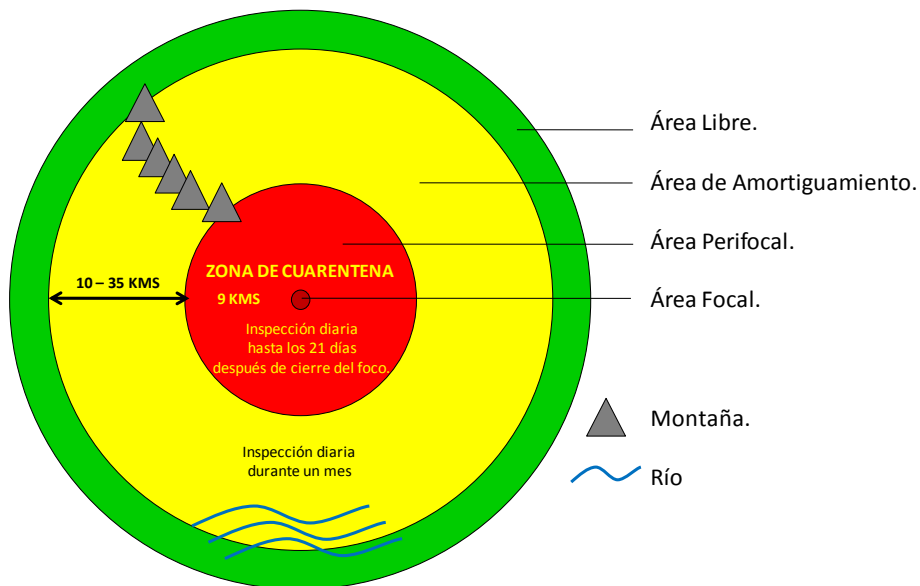 Área Libre.
Área de Amortiguamiento.
Área Perifocal.
ZONA DE CUARENTENA
10 – 35 KMS
9 KMS
Área Focal.
Inspección diaria
hasta los 21 días
después de cierre del foco.
Montaña.
Inspección diaria
durante un mes
Río